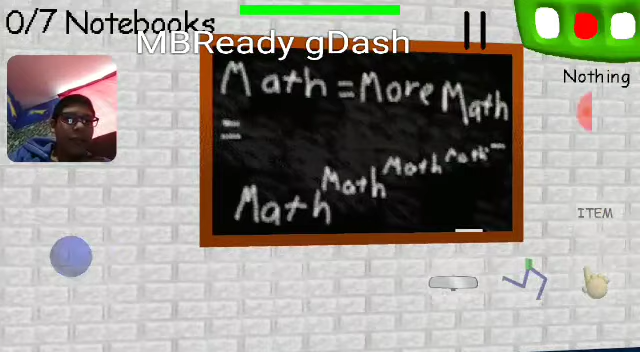 0/7 Notebooks
MBReady gDash
Nothing
Math = More Math
=
Math Math Math Math
ITEM